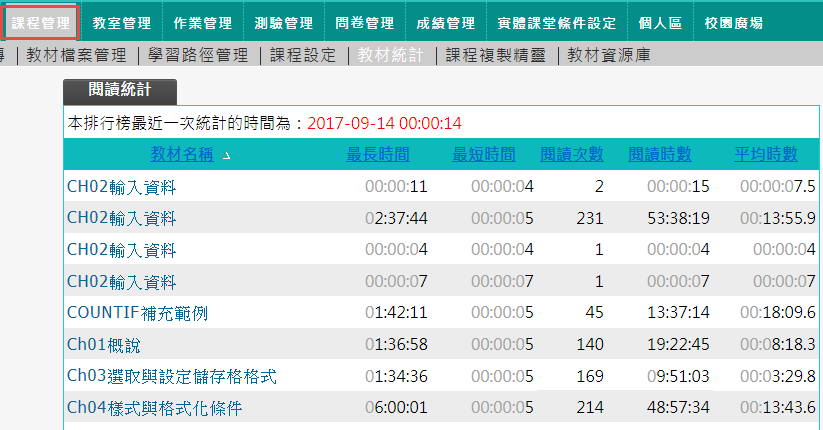 課程管理 教室管理 作業管理 測驗管理 問卷管理 成績管理 實體課堂條件設定 個人區 校園廣場
| 教材檔案管理 | 學習路徑管理 | 課程設定 | 教材統計 | 課程複製精靈 | 教材資源庫
閱讀統計
本排行榜最近一次統計的時間為：2017-09-14 00:00:14
教材名稱 最長時間 最短時間 閱讀次數 閱讀時數 平均時數
CH02輸入資料 00:00:11 00:00:04 2 00:00:15 00:00:07.5
CH02輸入資料 02:37:44 00:00:05 231 53:38:19 00:13:55.9
CH02輸入資料 00:00:04 00:00:04 1 00:00:04 00:00:04
CH02輸入資料 00:00:07 00:00:07 1 00:00:07 00:00:07
COUNTIF補充範例 01:42:11 00:00:05 45 13:37:14 00:18:09.6
Ch01概說 01:36:58 00:00:05 140 19:22:45 00:08:18.3
Ch03選取與設定儲存格格式 01:34:36 00:00:05 169 09:51:03 00:03:29.8
Ch04樣式與格式化條件 06:00:01 00:00:05 214 48:57:34 00:13:43.6